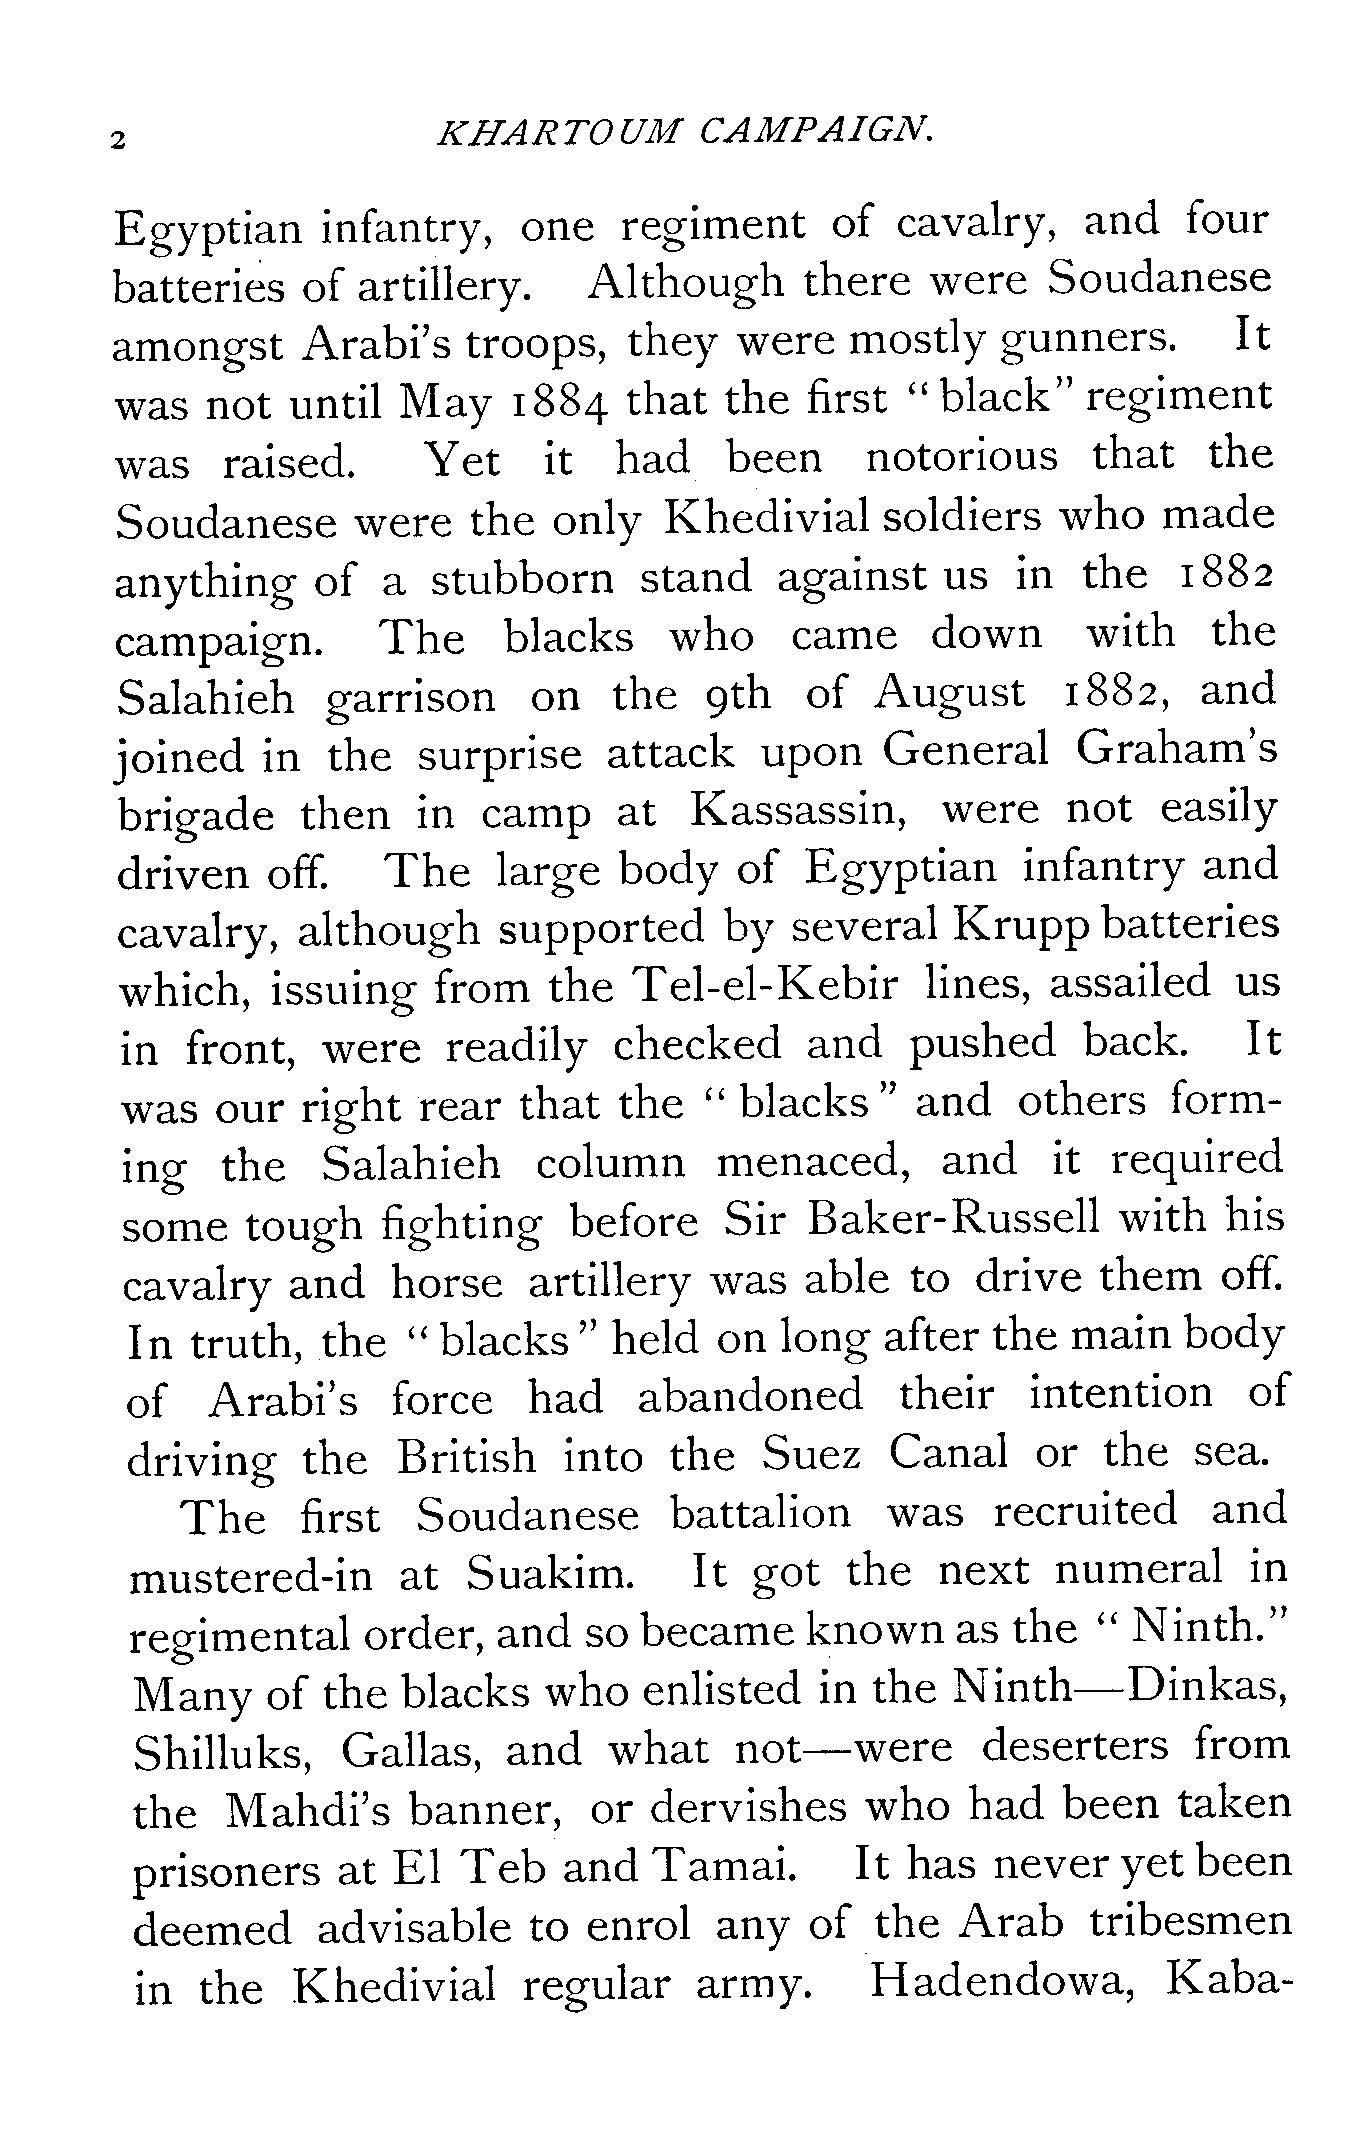 2 KHARTOUM CAMPAIGN.
Egyptian infantry, one regiment of cavalry, and four
batteries of artillery. Although there were Soudanese
amongst Arabi's troops, they were mostly gunners. It
was not until May 1884 that the first "black" regiment
was raised. Yet it had been notorious that the
Soudanese were the only Khedivial soldiers who made
anything of a stubborn stand against us in the 1882
campaign. The blacks who came down with the
Salahieh garrison on the 9th of August 1882, and
joined in the surprise attack upon General Graham's
brigade then in camp at Kassassin, were not easily
driven off. The large body of Egyptian infantry and
cavalry, although supported by several Krupp batteries
which, issuing from the Tel-el-Kebir lines, assailed us
in front, were readily checked and pushed back. It
was our right rear that the "blacks" and others form-
ing the Salahieh column menaced, and it required
some tough fighting before Sir Baker-Russell with his
cavalry and horse artillery was able to drive them off.
In truth, the "blacks" held on long after the main body
of Arabi's force had abandoned their intention of
driving the British into the Suez Canal or the sea.
The first Soudanese battalion was recruited and
mustered-in at Suakim. It got the next numeral in
regimental order, and so became known as the "Ninth."
Many of the blacks who enlisted in the Ninth—Dinkas,
Shilluks, Gallas, and what not—were deserters from
the Mahdi's banner, or dervishes who had been taken
prisoners at El Teb and Tamai. It has never yet been
deemed advisable to enrol any of the Arab tribesmen
in the Khedivial regular army. Hadendowa, Kaba-